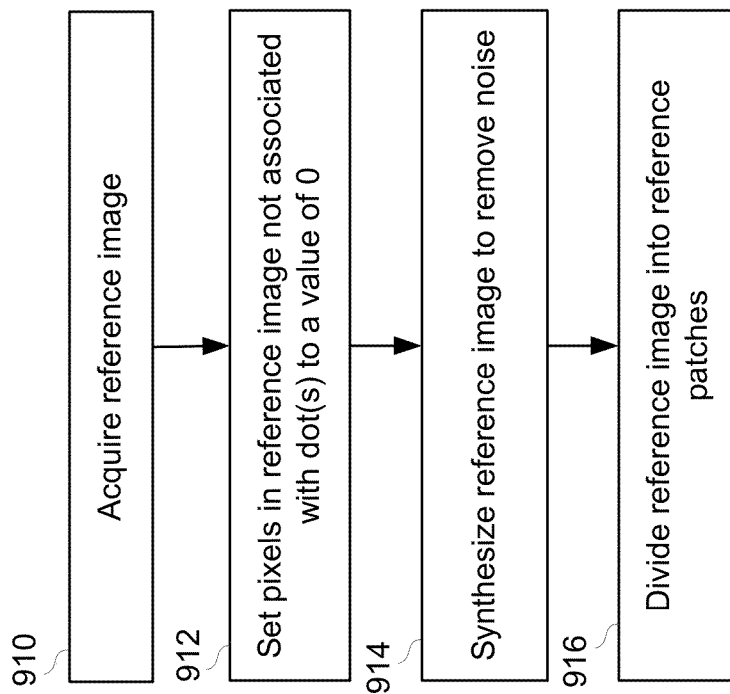 910
Acquire reference image
912
Set pixels in reference image not associated
with dot(s) to a value of 0
914
Synthesize reference image to remove noise
916
Divide reference image into reference
patches